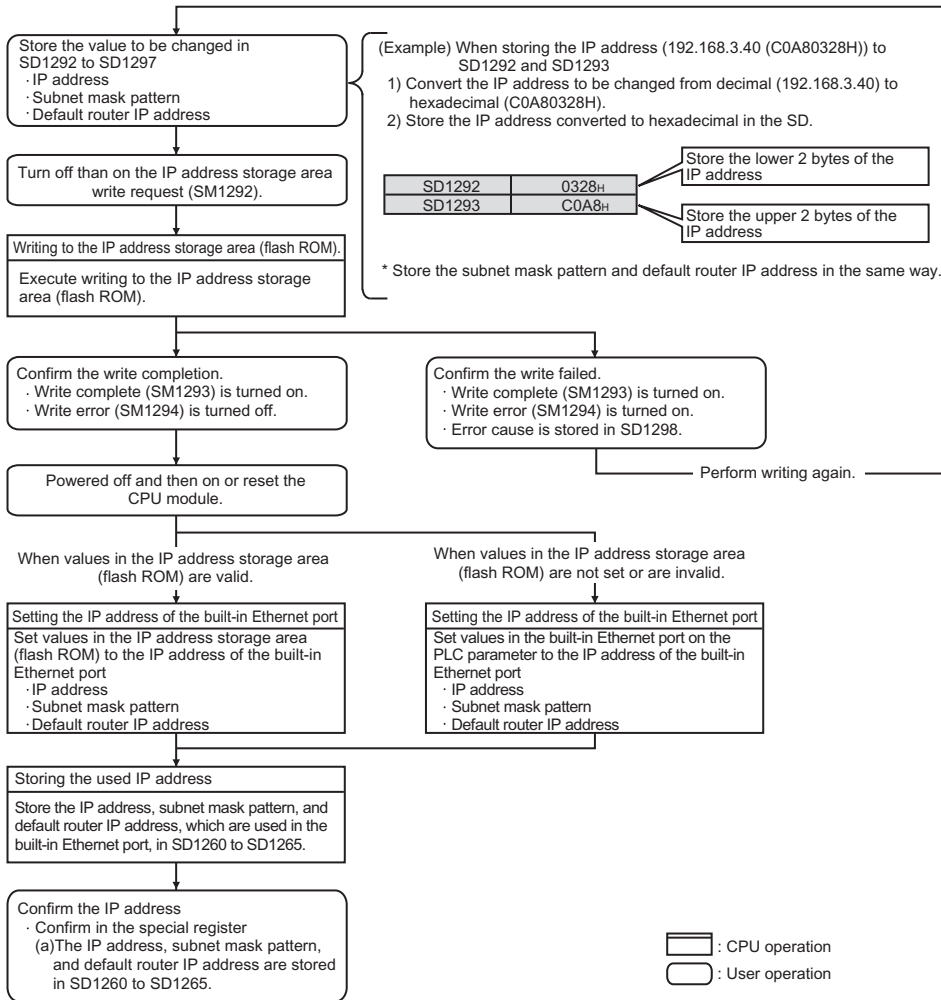 Store the value to be changed in
SD1292 to SD1297
· IP address
· Subnet mask pattern
· Default router IP address
(Example) When storing the IP address (192.168.3.40 (C0A80328H)) to
SD1292 and SD1293
1) Convert the IP address to be changed from decimal (192.168.3.40) to
hexadecimal (C0A80328H).
2) Store the IP address converted to hexadecimal in the SD.
SD1292 0328H
SD1293 C0A8H
Store the lower 2 bytes of the
IP address
Store the upper 2 bytes of the
IP address
* Store the subnet mask pattern and default router IP address in the same way.
Turn off than on the IP address storage area
write request (SM1292).
Writing to the IP address storage area (flash ROM).
Execute writing to the IP address storage
area (flash ROM).
Confirm the write completion.
· Write complete (SM1293) is turned on.
· Write error (SM1294) is turned off.
Confirm the write failed.
· Write complete (SM1293) is turned on.
· Write error (SM1294) is turned on.
· Error cause is stored in SD1298.
Perform writing again.
Powered off and then on or reset the
CPU module.
When values in the IP address storage area
(flash ROM) are valid.
When values in the IP address storage area
(flash ROM) are not set or are invalid.
Setting the IP address of the built-in Ethernet port
Set values in the IP address storage area
(flash ROM) to the IP address of the built-in
Ethernet port
· IP address
· Subnet mask pattern
· Default router IP address
Setting the IP address of the built-in Ethernet port
Set values in the built-in Ethernet port on the
PLC parameter to the IP address of the built-in
Ethernet port
· IP address
· Subnet mask pattern
· Default router IP address
Storing the used IP address
Store the IP address, subnet mask pattern, and
default router IP address, which are used in the
built-in Ethernet port, in SD1260 to SD1265.
Confirm the IP address
· Confirm in the special register
(a)The IP address, subnet mask pattern,
and default router IP address are stored
in SD1260 to SD1265.
: CPU operation
: User operation